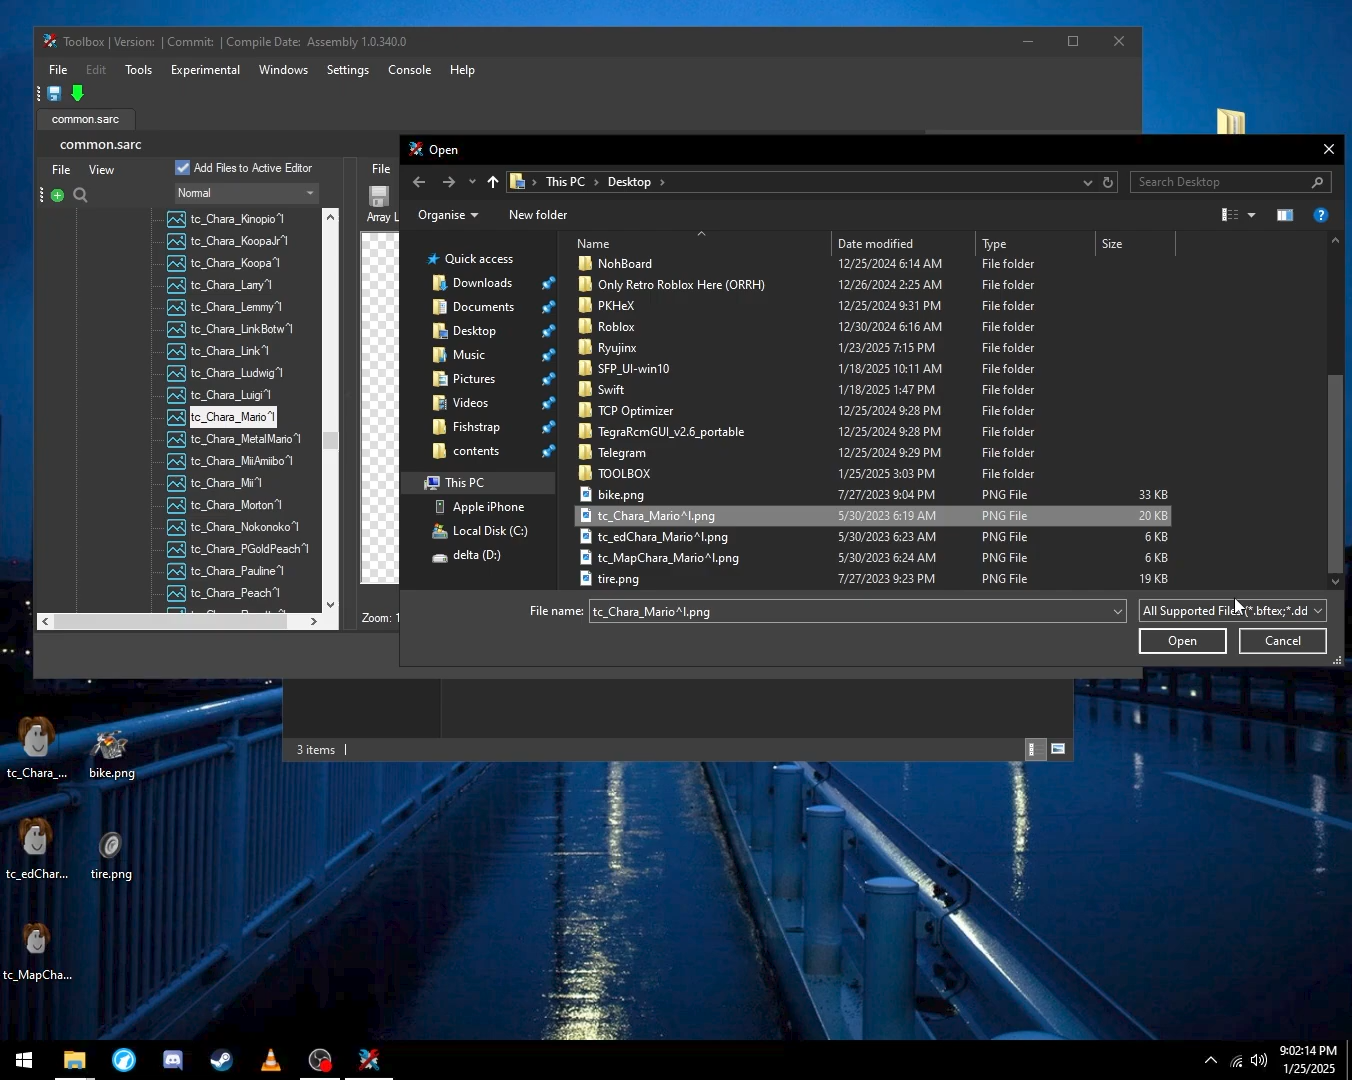 Toolbox | Version: | Commit: | Compile Date: Assembly 1.0.340.0
File Edit Tools Experimental Windows Settings Console Help
common.sarc
common.sarc
File View
Add Files to Active Editor
Normal
tc_Chara_Kinopio^l
tc_Chara_KoopaJr^l
tc_Chara_Koopa^l
tc_Chara_Larry^l
tc_Chara_Lemmy^l
tc_Chara_LinkBotw^l
tc_Chara_Link^l
tc_Chara_Ludwig^l
tc_Chara_Luigi^l
tc_Chara_Mario^l
tc_Chara_MetalMario^l
tc_Chara_MiiAmiibo^l
tc_Chara_Mii^l
tc_Chara_Morton^l
tc_Chara_Nokonoko^l
tc_Chara_PGoldPeach^l
tc_Chara_Pauline^l
tc_Chara_Peach^l
File
Array L
Zoom: 1
Open
This PC
Desktop
Search Desktop
Organise
New folder
Quick access
Downloads
Documents
Desktop
Music
Pictures
Videos
Fishstrap
contents
This PC
Apple iPhone
Local Disk (C:)
delta (D:)
Name Date modified Type Size
NohBoard 12/25/2024 6:14 AM File folder
Only Retro Roblox Here (ORRH) 12/26/2024 2:25 AM File folder
PKHeX 12/25/2024 9:31 PM File folder
Roblox 12/30/2024 6:16 AM File folder
Ryujinx 1/23/2025 7:15 PM File folder
SFP_UI-win10 1/18/2025 10:11 AM File folder
Swift 1/18/2025 1:47 PM File folder
TCP Optimizer 12/25/2024 9:28 PM File folder
TegraRcmGUI_v2.6_portable 12/25/2024 9:28 PM File folder
Telegram 12/25/2024 9:29 PM File folder
TOOLBOX 1/25/2025 3:03 PM File folder
bike.png 7/27/2023 9:04 PM PNG File 33 KB
tc_Chara_Mario^l.png 5/30/2023 6:19 AM PNG File 20 KB
tc_edChara_Mario^l.png 5/30/2023 6:23 AM PNG File 6 KB
tc_MapChara_Mario^l.png 5/30/2023 6:24 AM PNG File 6 KB
tire.png 7/27/2023 9:23 PM PNG File 19 KB
File name: tc_Chara_Mario^l.png
All Supported Files (*.bftex;*.dd
Open
Cancel
3 items
tc_Chara_...
bike.png
tc_edChar...
tire.png
tc_MapCha...
9:02:14 PM
1/25/2025